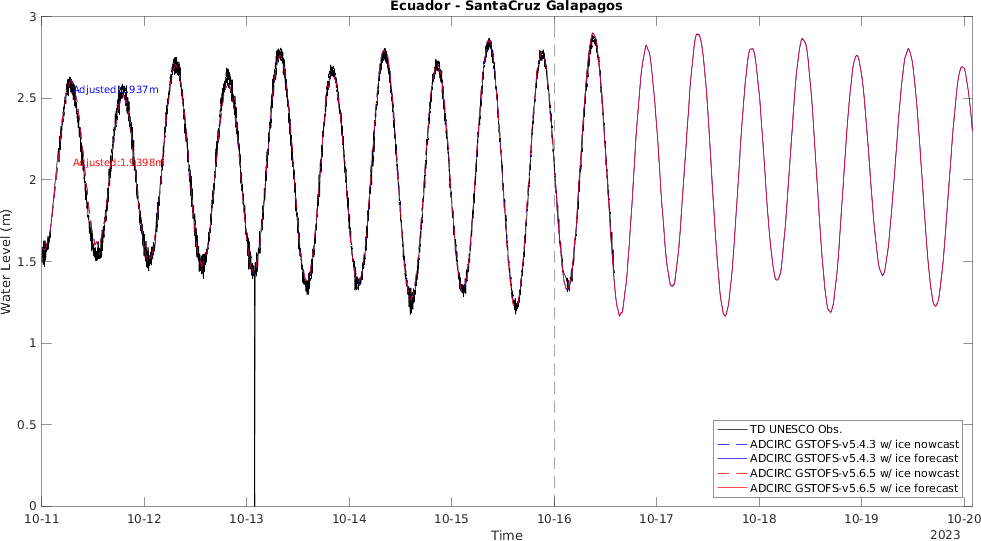 Ecuador - SantaCruz Galapagos
3
2.5
2
1.5
1
0.5
0
Water Level (m)
Adjusted: 937m
Adjusted:1.9398m
TD UNESCO Obs.
ADCIRC GSTOFS-v5.4.3 w/ ice nowcast
ADCIRC GSTOFS-v5.4.3 w/ ice forecast
ADCIRC GSTOFS-v5.6.5 w/ ice nowcast
ADCIRC GSTOFS-v5.6.5 w/ ice forecast
10-11 10-12 10-13 10-14 10-15 10-16 10-17 10-18 10-19 10-20
2023
Time